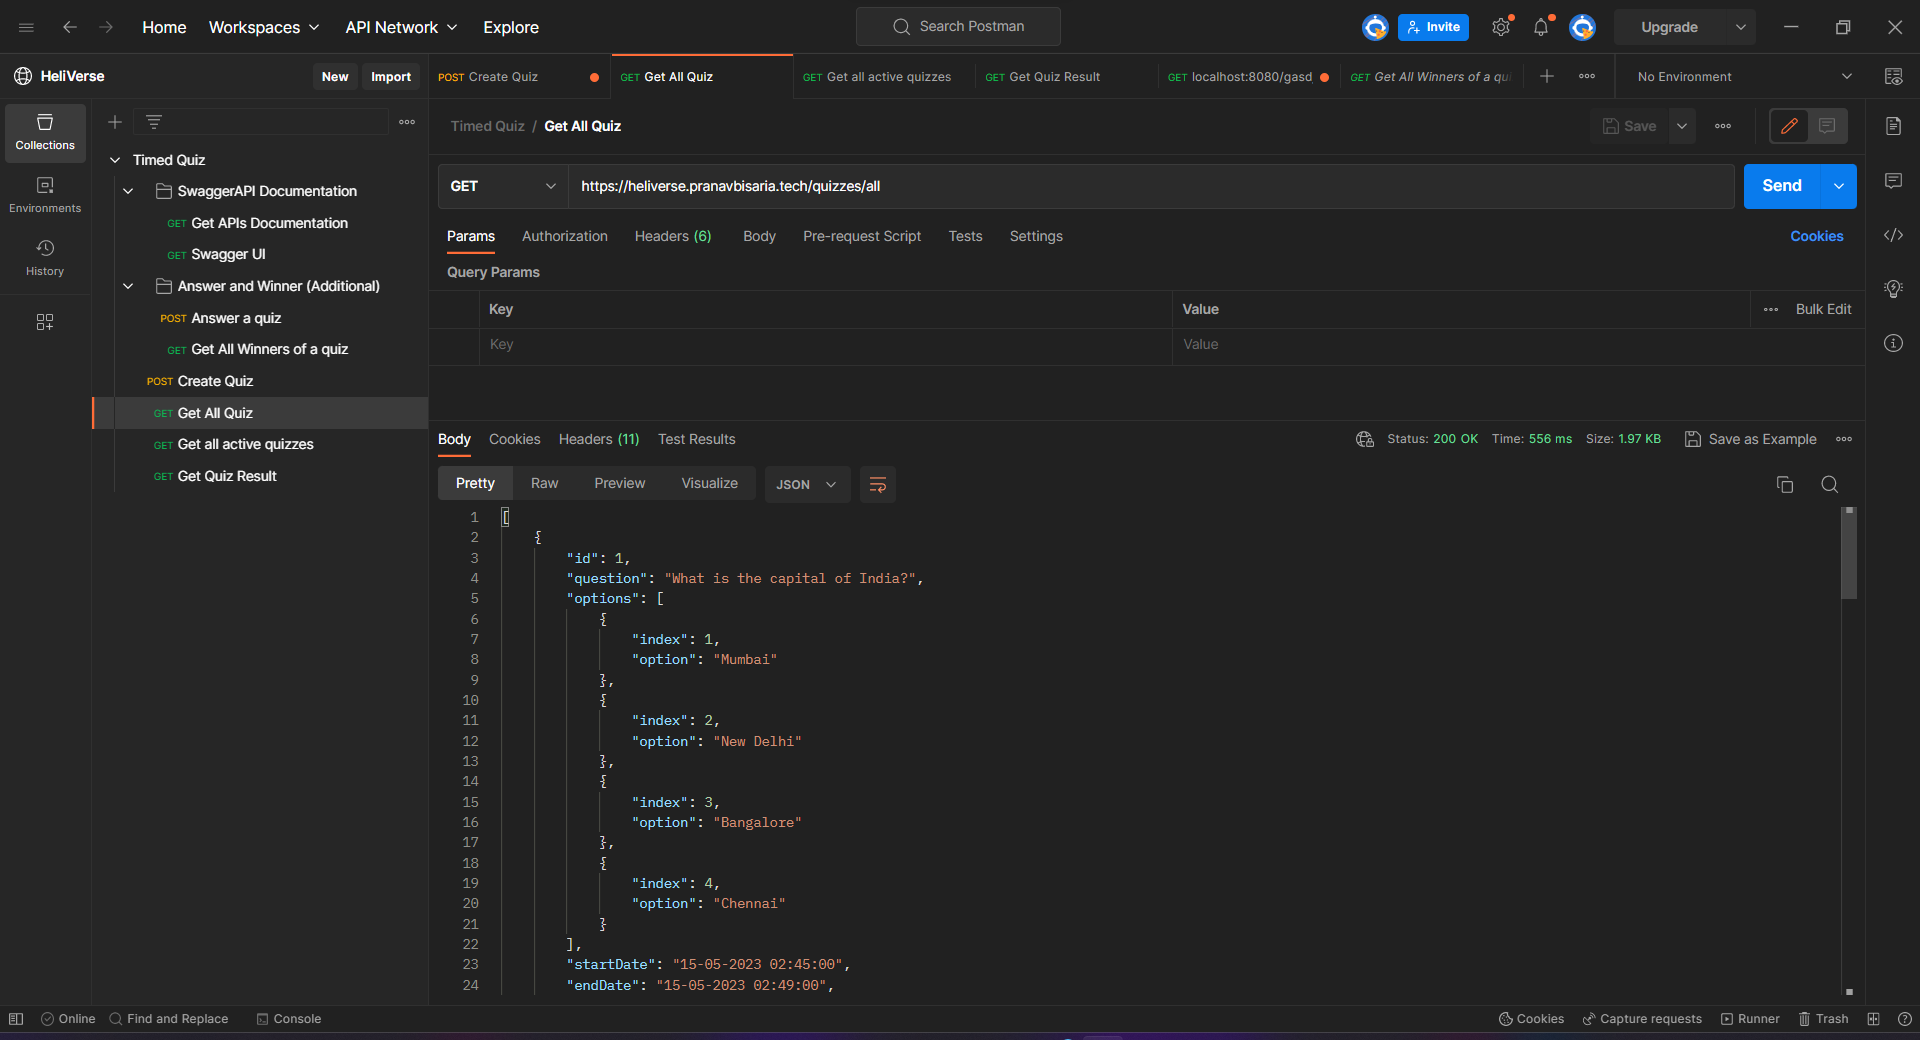 Home Workspaces API Network Explore Search Postman Invite Upgrade
HeliVerse New Import POST Create Quiz GET Get All Quiz GET Get all active quizzes GET Get Quiz Result GET localhost:8080/gasd GET Get All Winners of a qui No Environment
Collections
Environments
History
Timed Quiz
SwaggerAPI Documentation
GET Get APIs Documentation
GET Swagger UI
Answer and Winner (Additional)
POST Answer a quiz
GET Get All Winners of a quiz
POST Create Quiz
GET Get All Quiz
GET Get all active quizzes
GET Get Quiz Result
Timed Quiz / Get All Quiz Save
GET https://heliverse.pranavbisaria.tech/quizzes/all Send
Params Authorization Headers (6) Body Pre-request Script Tests Settings Cookies
Query Params
Key Value Bulk Edit
Key Value
Body Cookies Headers (11) Test Results Status: 200 OK Time: 556 ms Size: 1.97 KB Save as Example
Pretty Raw Preview Visualize JSON
1 [
2 {
3 "id": 1,
4 "question": "What is the capital of India?",
5 "options": [
6 {
7 "index": 1,
8 "option": "Mumbai"
9 },
10 {
11 "index": 2,
12 "option": "New Delhi"
13 },
14 {
15 "index": 3,
16 "option": "Bangalore"
17 },
18 {
19 "index": 4,
20 "option": "Chennai"
21 }
22 ],
23 "startDate": "15-05-2023 02:45:00",
24 "endDate": "15-05-2023 02:49:00",
Online Find and Replace Console Cookies Capture requests Runner Trash